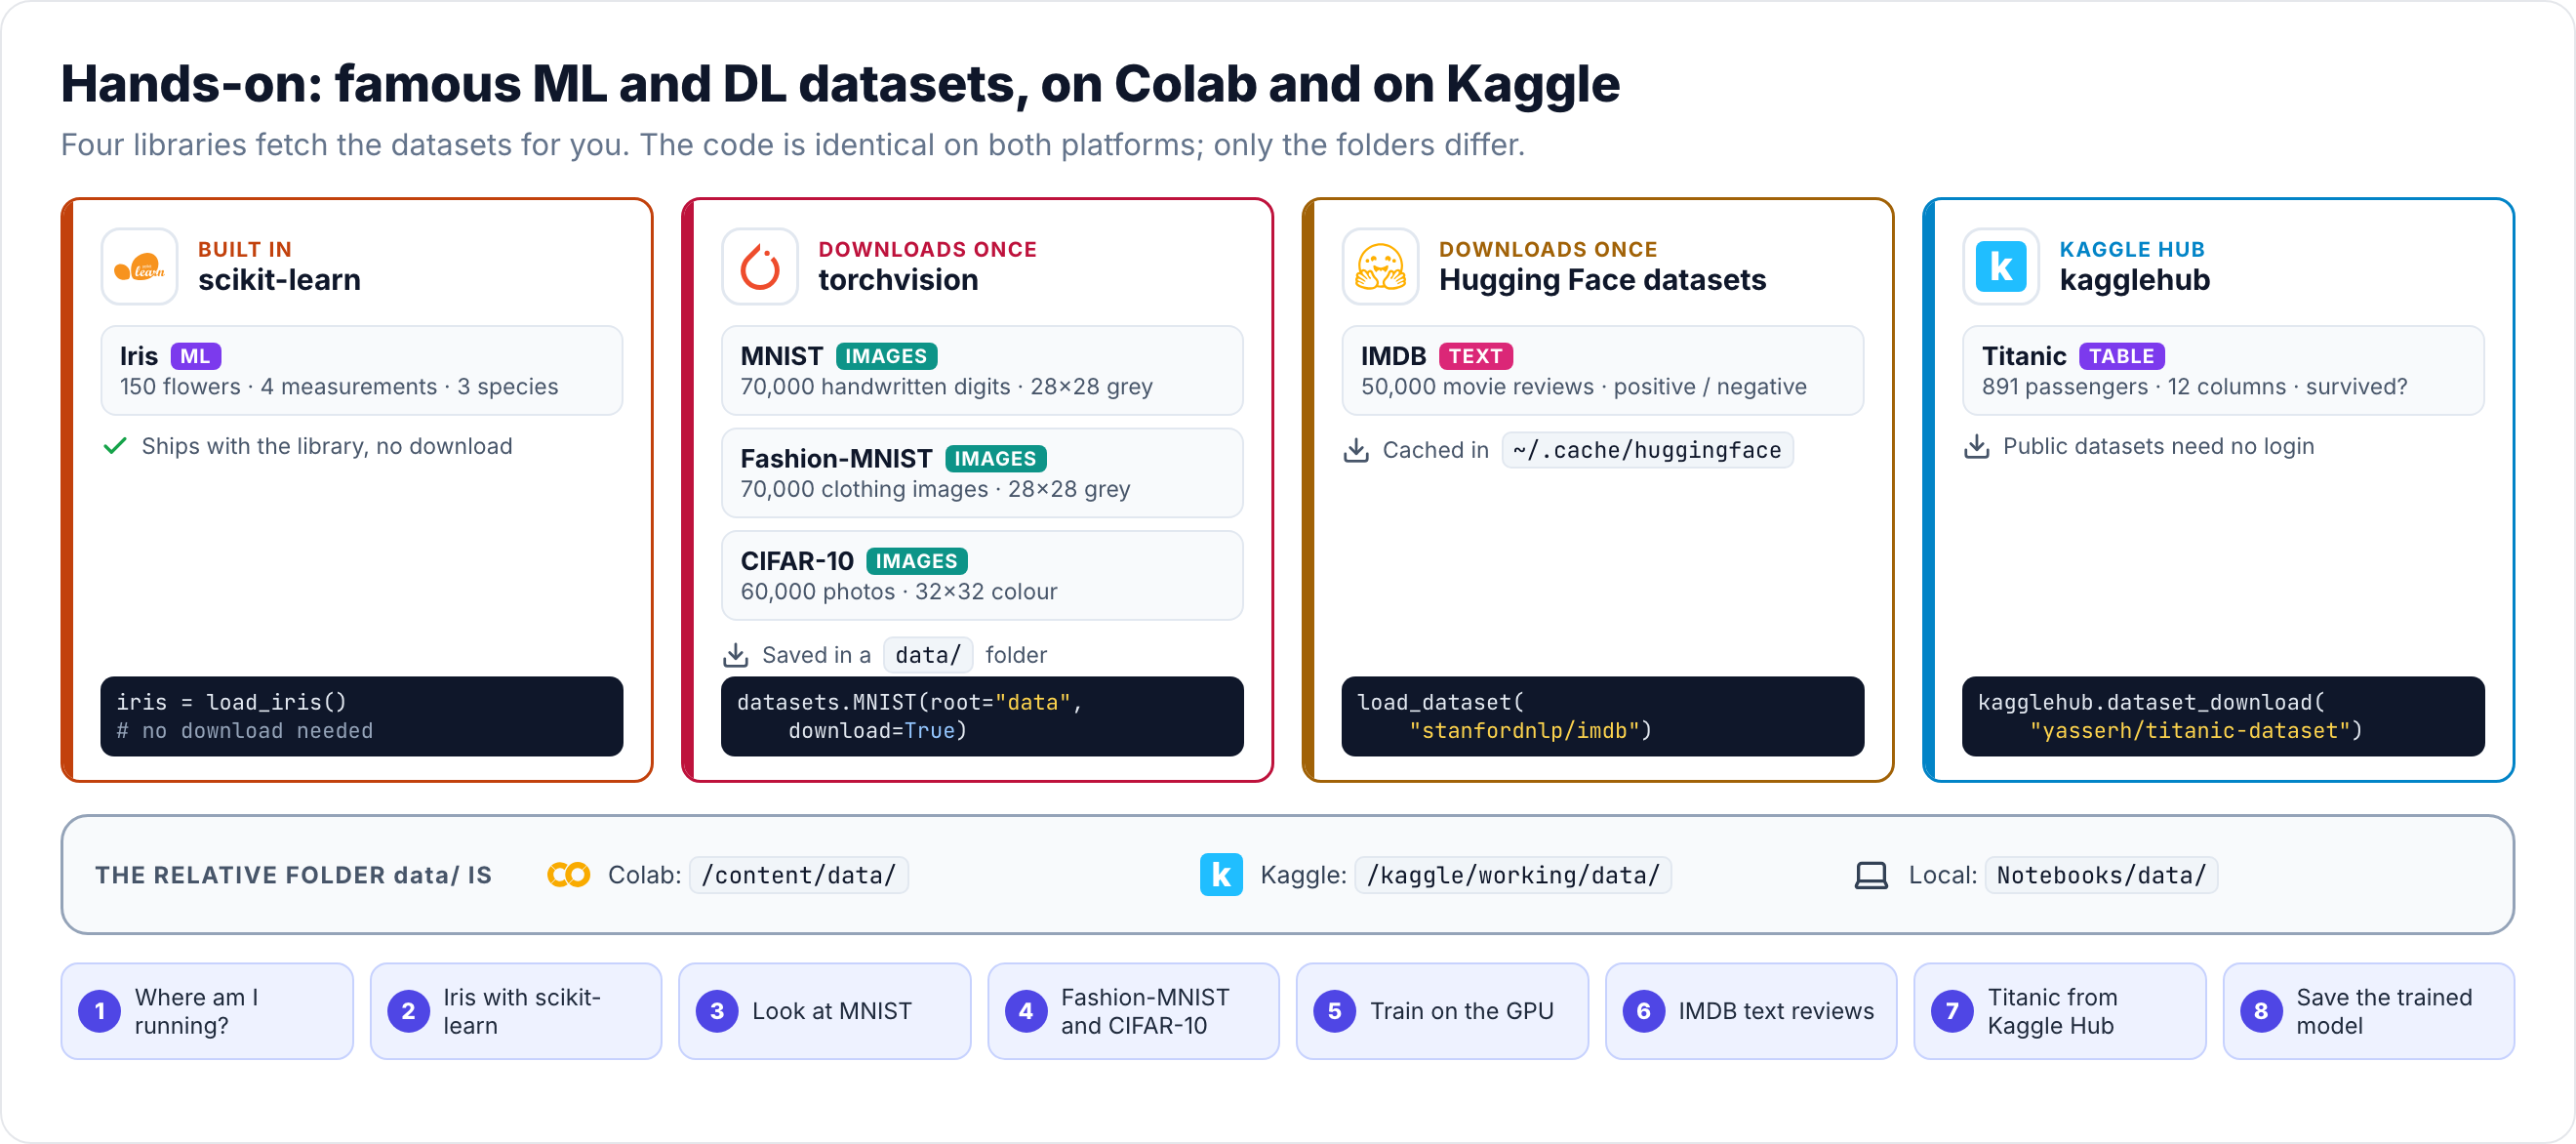 Hands-on: famous ML and DL datasets, on Colab and on Kaggle
Four libraries fetch the datasets for you. The code is identical on both platforms; only the folders differ.
learn
BUILT IN
scikit-learn
Iris ML
150 flowers · 4 measurements · 3 species
Ships with the library, no download
iris = load_iris()
# no download needed
DOWNLOADS ONCE
torchvision
MNIST IMAGES
70,000 handwritten digits · 28×28 grey
Fashion-MNIST IMAGES
70,000 clothing images · 28×28 grey
CIFAR-10 IMAGES
60,000 photos · 32×32 colour
Saved in a data/ folder
datasets.MNIST(root="data",
    download=True)
DOWNLOADS ONCE
Hugging Face datasets
IMDB TEXT
50,000 movie reviews · positive / negative
Cached in ~/.cache/huggingface
load_dataset(
    "stanfordnlp/imdb")
k
KAGGLE HUB
kagglehub
Titanic TABLE
891 passengers · 12 columns · survived?
Public datasets need no login
kagglehub.dataset_download(
    "yasserh/titanic-dataset")
THE RELATIVE FOLDER data/ IS
Colab: /content/data/
k Kaggle: /kaggle/working/data/
Local: Notebooks/data/
1 Where am I
running?
2 Iris with scikit-
learn
3 Look at MNIST
4 Fashion-MNIST
and CIFAR-10
5 Train on the GPU
6 IMDB text reviews
7 Titanic from
Kaggle Hub
8 Save the trained
model